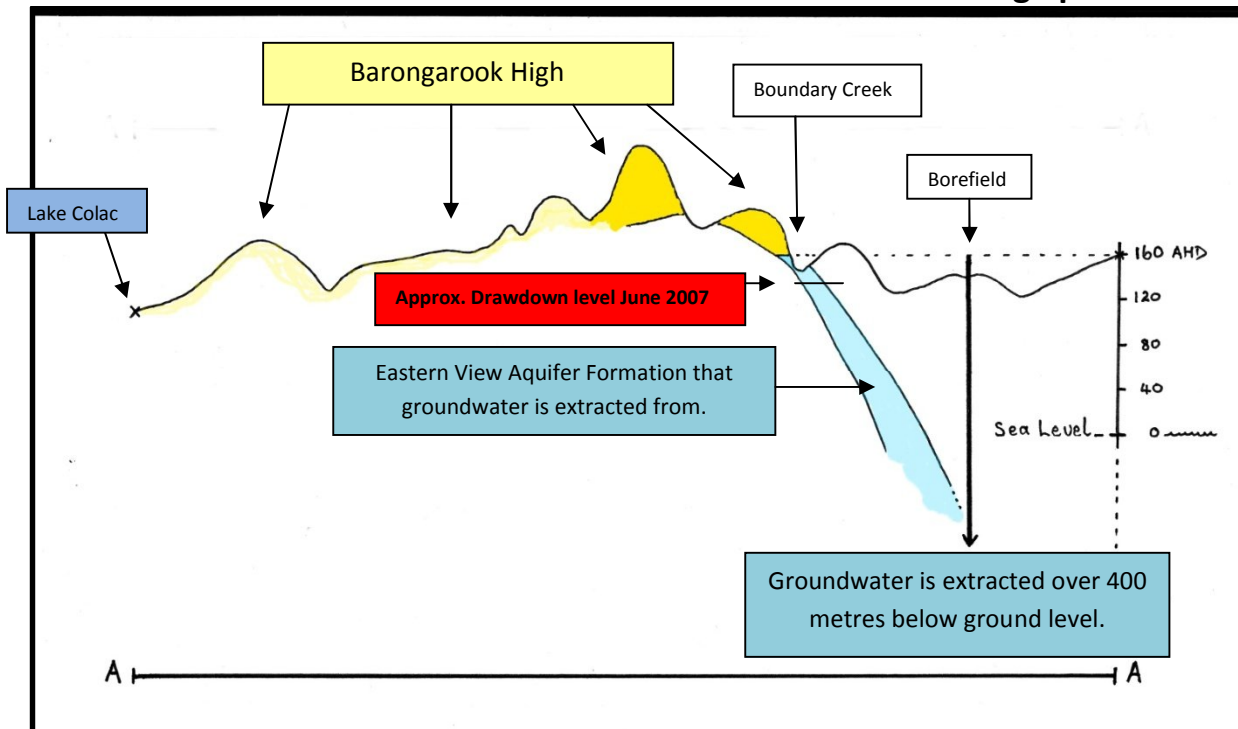 Barongarook High
Boundary Creek
Borefield
Lake Colac
160 AHD
Approx. Drawdown level June 2007
120
80
Eastern View Aquifer Formation that
groundwater is extracted from.
40
Sea Level
0
Groundwater is extracted over 400
metres below ground level.
A
A